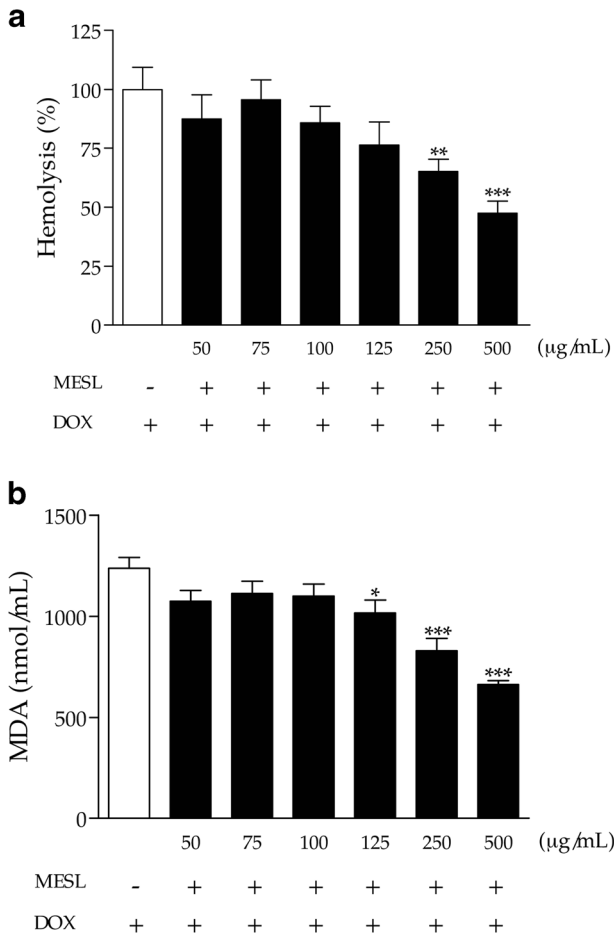 a
125
100
75
50
25
0
Hemolysis (%)
**
***
50 75 100 125 250 500 (µg/mL)
MESL - + + + + + +
DOX + + + + + + +
b
1500
1000
500
0
MDA (nmol/mL)
*
***
***
50 75 100 125 250 500 (µg/mL)
MESL - + + + + + +
DOX + + + + + + +